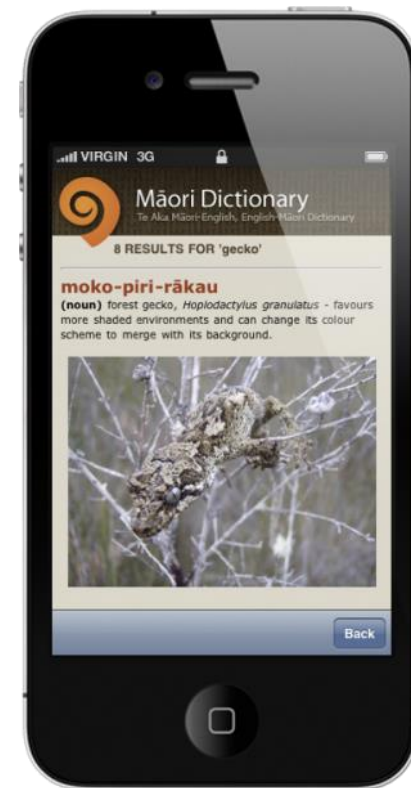 VIRGIN 3G
Māori Dictionary
Te Aka Māori-English, English-Māori Dictionary
8 RESULTS FOR 'gecko'
moko-piri-rākau
(noun) forest gecko, Hoplodactylus granulatus - favours
more shaded environments and can change its colour
scheme to merge with its background.
Back